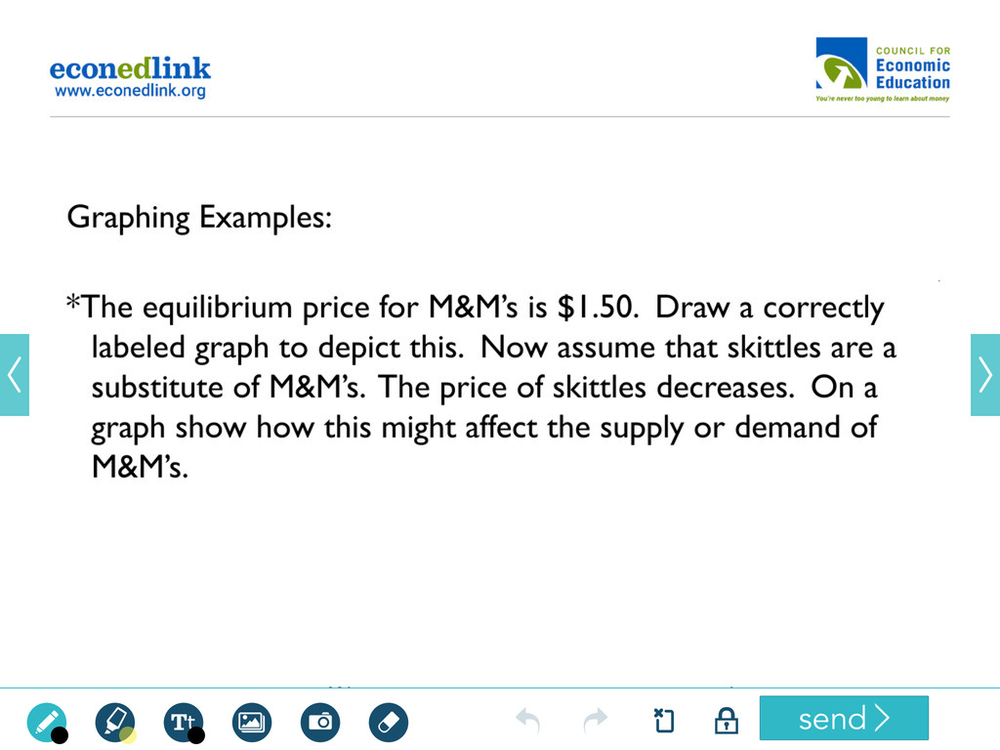 econedlink
www.econedlink.org
COUNCIL FOR
Economic
Education
You're never too young to learn about money
Graphing Examples:
*The equilibrium price for M&M's is $1.50. Draw a correctly
labeled graph to depict this. Now assume that skittles are a
substitute of M&M's. The price of skittles decreases. On a
graph show how this might affect the supply or demand of
M&M's.
Tt
send